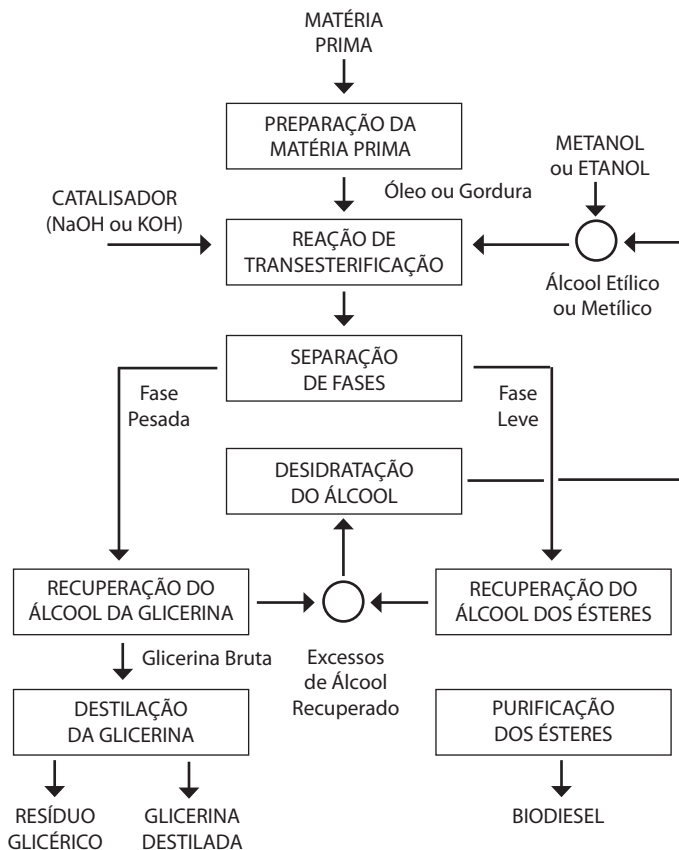 MATÉRIA
PRIMA
PREPARAÇÃO DA
MATÉRIA PRIMA
METANOL
ou ETANOL
Óleo ou Gordura
CATALISADOR
(NaOH ou KOH)
REAÇÃO DE
TRANSESTERIFICAÇÃO
Álcool Etílico
ou Metílico
SEPARAÇÃO
DE FASES
Fase
Pesada
Fase
Leve
DESIDRATAÇÃO
DO ÁLCOOL
RECUPERAÇÃO DO
ÁLCOOL DA GLICERINA
RECUPERAÇÃO DO
ÁLCOOL DOS ÉSTERES
Glicerina Bruta
Excessos
de Álcool
Recuperado
DESTILAÇÃO
DA GLICERINA
PURIFICAÇÃO
DOS ÉSTERES
RESÍDUO
GLICÉRICO
GLICERINA
DESTILADA
BIODIESEL